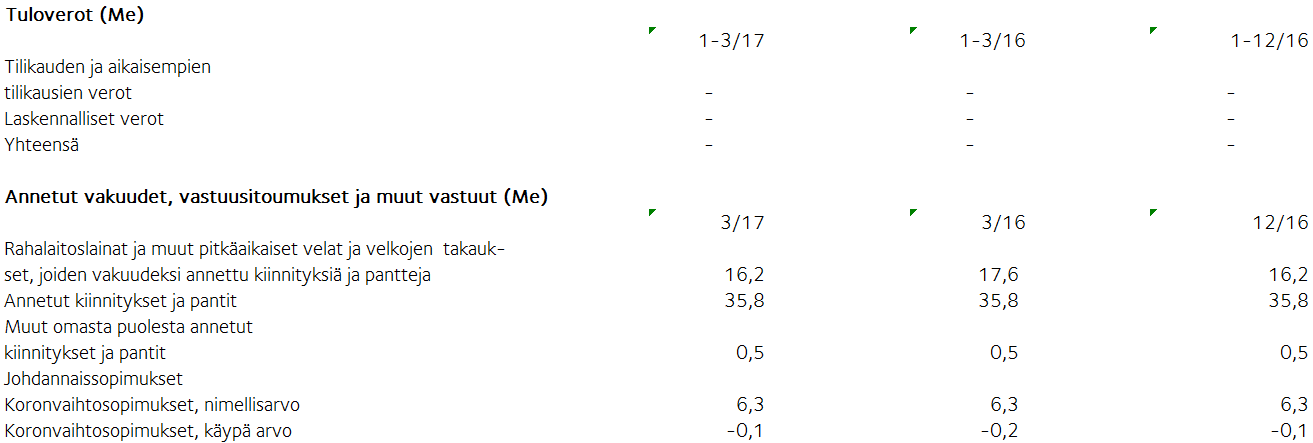 Tuloverot (Me)
1-3/17 1-3/16 1-12/16
Tilikauden ja aikaisempien
tilikausien verot - - -
Laskennalliset verot - - -
Yhteensä - - -
Annetut vakuudet, vastuusitoumukset ja muut vastuut (Me)
3/17 3/16 12/16
Rahalaitoslainat ja muut pitkäaikaiset velat ja velkojen takauk-
set, joiden vakuudeksi annettu kiinnityksiä ja pantteja 16,2 17,6 16,2
Annetut kiinnitykset ja pantit 35,8 35,8 35,8
Muut omasta puolesta annetut
kiinnitykset ja pantit 0,5 0,5 0,5
Johdannaissopimukset
Koronvaihtosopimukset, nimellisarvo 6,3 6,3 6,3
Koronvaihtosopimukset, käypä arvo -0,1 -0,2 -0,1